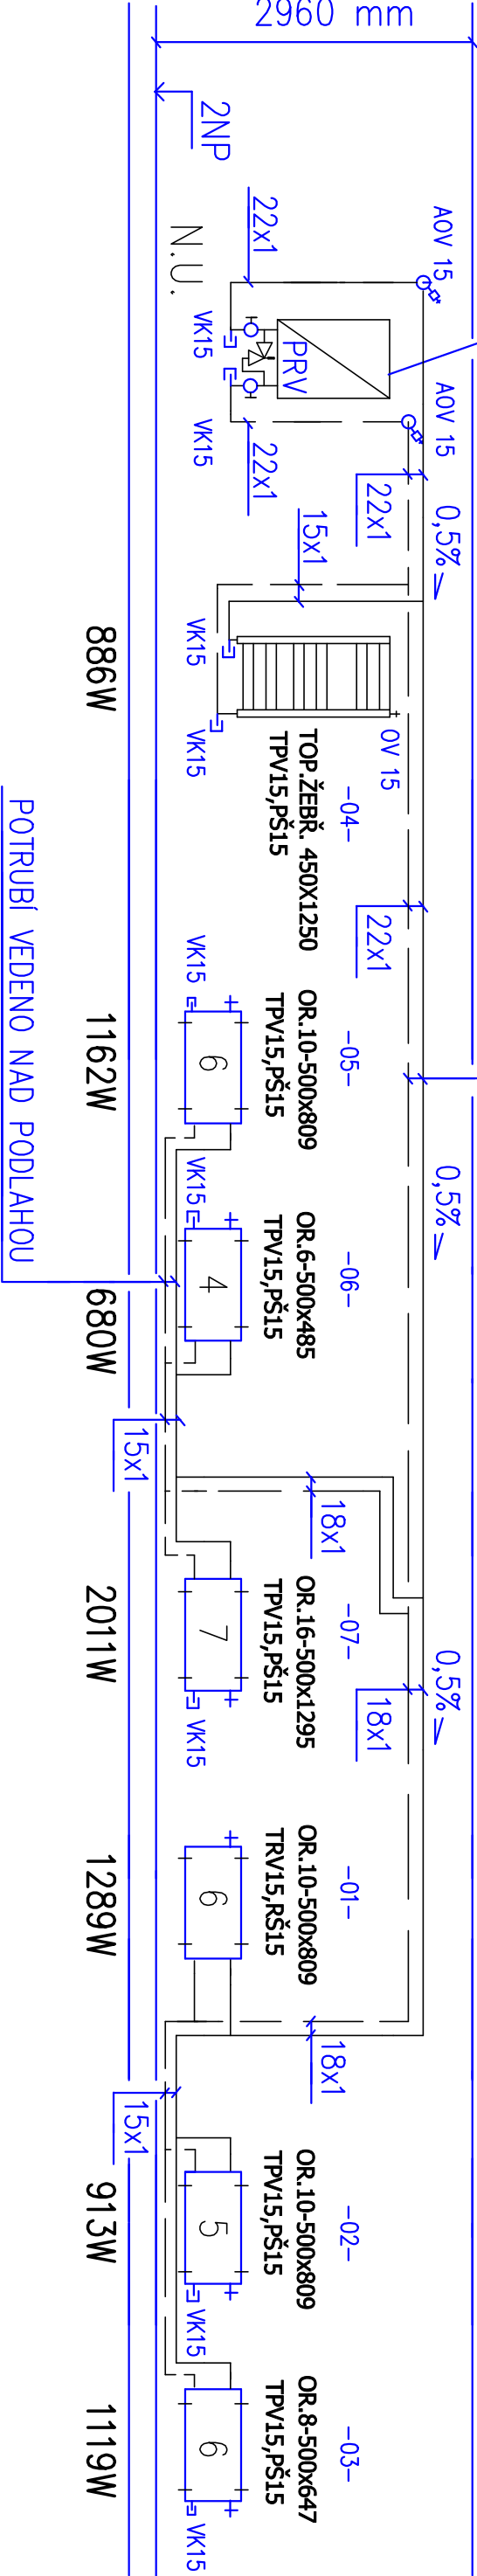 2960 mm
2NP
N.U.
22x1
AOV 15
VK15
PRV
VK15
22x1
AOV 15
22x1
0,5%
15x1
VK15
VK15
OV 15
886W
-04-
TOP.ŽEBŘ. 450X1250
TPV15,PŠ15
22x1
POTRUBÍ VEDENO NAD PODLAHOU
-05-
OR.10-500x809
TPV15,PŠ15
VK15
6
1162W
0,5%
-06-
OR.6-500x485
TPV15,PŠ15
VK15
4
680W
15x1
18x1
-07-
OR.16-500x1295
TPV15,PŠ15
7
VK15
2011W
0,5%
18x1
-01-
OR.10-500x809
TRV15,RŠ15
6
1289W
18x1
15x1
-02-
OR.10-500x809
TPV15,PŠ15
5
VK15
913W
-03-
OR.8-500x647
TPV15,PŠ15
6
VK15
1119W